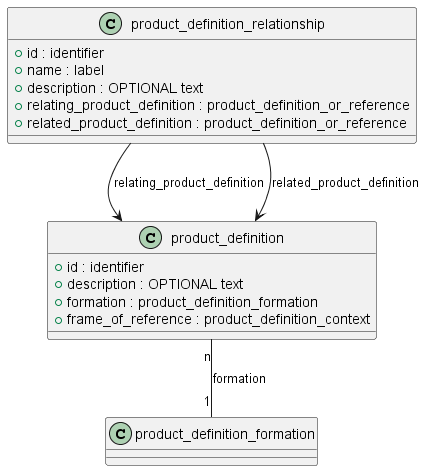 C product_definition_relationship
id : identifier
name : label
description : OPTIONAL text
relating_product_definition : product_definition_or_reference
related_product_definition : product_definition_or_reference
relating_product_definition
related_product_definition
C product_definition
id : identifier
description : OPTIONAL text
formation : product_definition_formation
frame_of_reference : product_definition_context
n
formation
1
C product_definition_formation